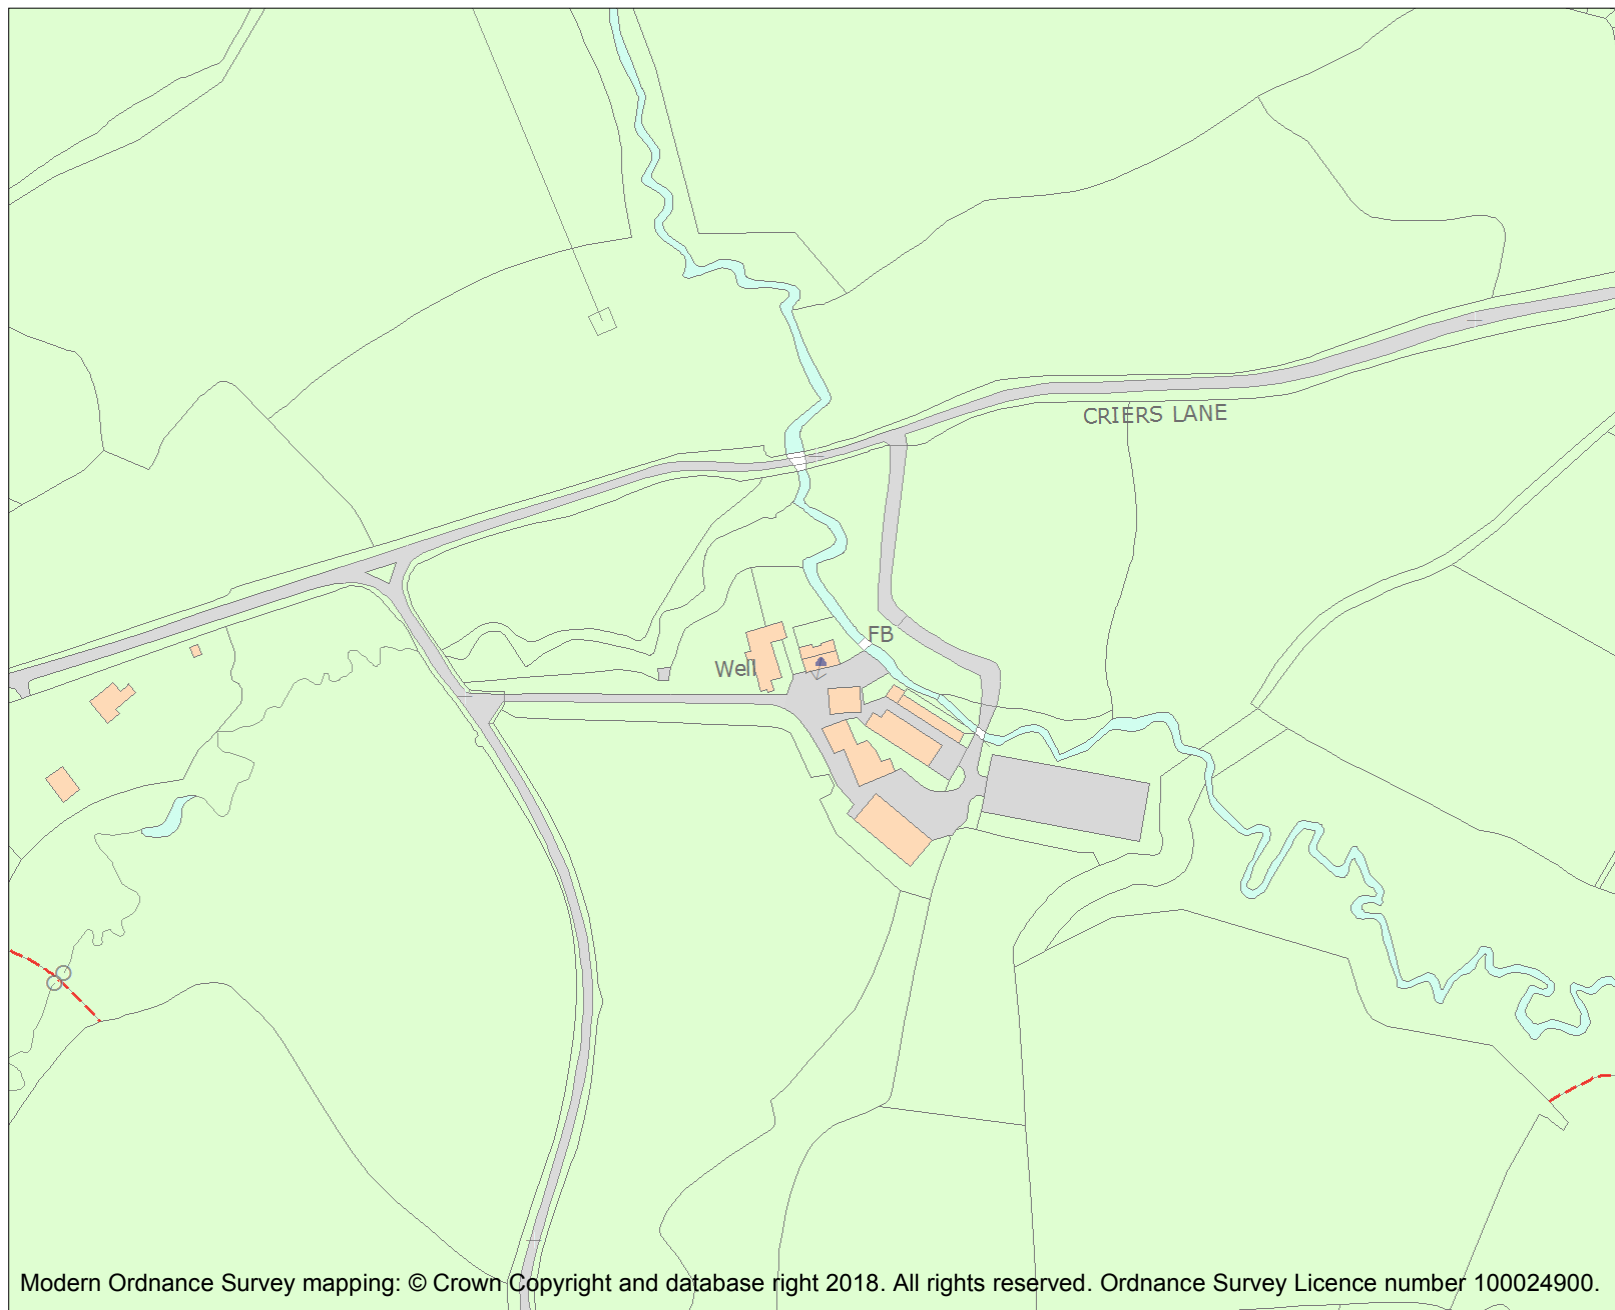 CRIERS LANE
FB
Well
Modern Ordnance Survey mapping: © Crown Copyright and database right 2018. All rights reserved. Ordnance Survey Licence number 100024900.